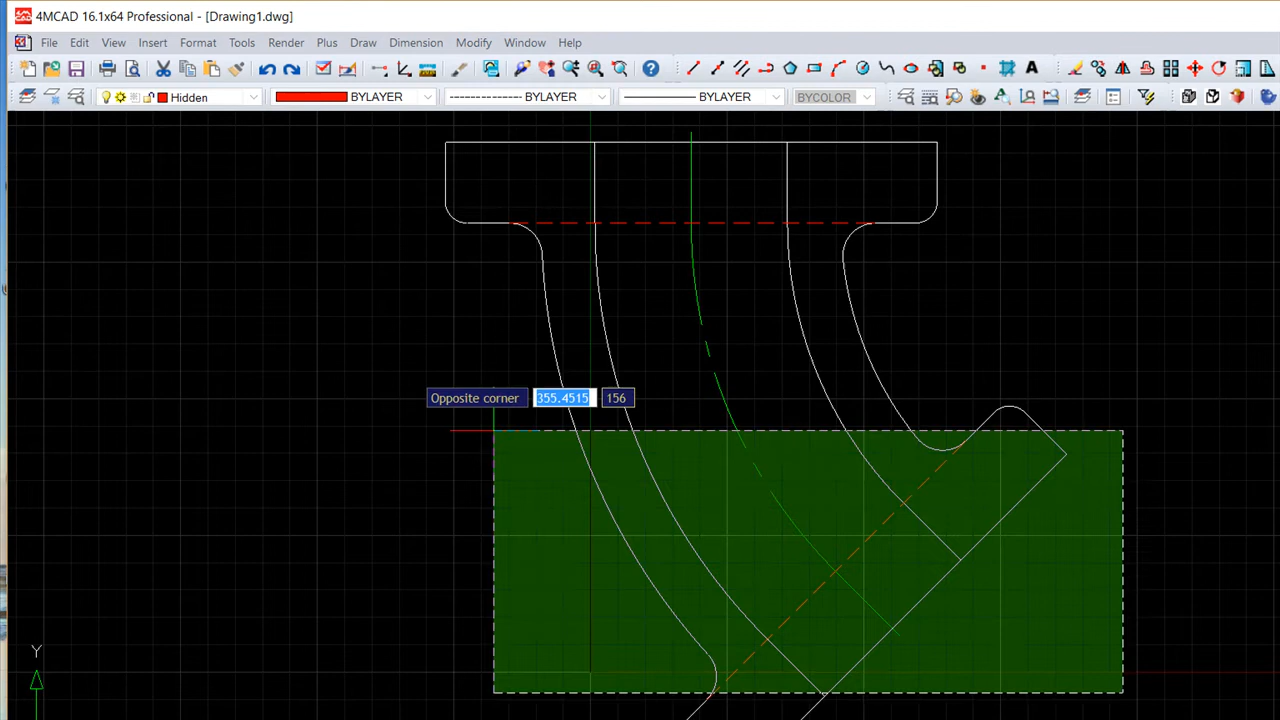 4MCAD 16.1x64 Professional - [Drawing1.dwg]
File Edit View Insert Format Tools Render Plus Draw Dimension Modify Window Help
Hidden BYLAYER BYLAYER BYLAYER BYCOLOR
Opposite corner 355.4515 156
Y